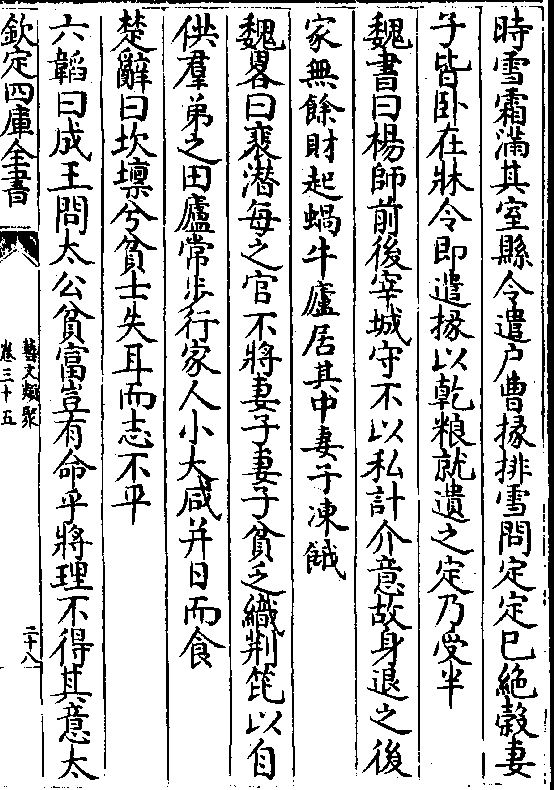 時雪霜滿其室縣令遣户曹掾排雪問定定已絶榖妻
子皆卧在牀令即遣掾以乾粮就遺之定乃受半
魏書曰楊師前後宰城守不以私計介意故身退之後
家無餘財起蝸牛廬居其中妻子凍餓
魏畧曰裴潛每之官不將妻子妻子貧乏織荆笓以自
供羣弟之田廬常步行家人小大咸并日而食
楚辭曰坎壈兮貧士失耳而志不平
六韜曰成王問太公貧富豈有命乎將理不得其意太
欽定四庫全書
藝文類聚
卷三十五
二十八